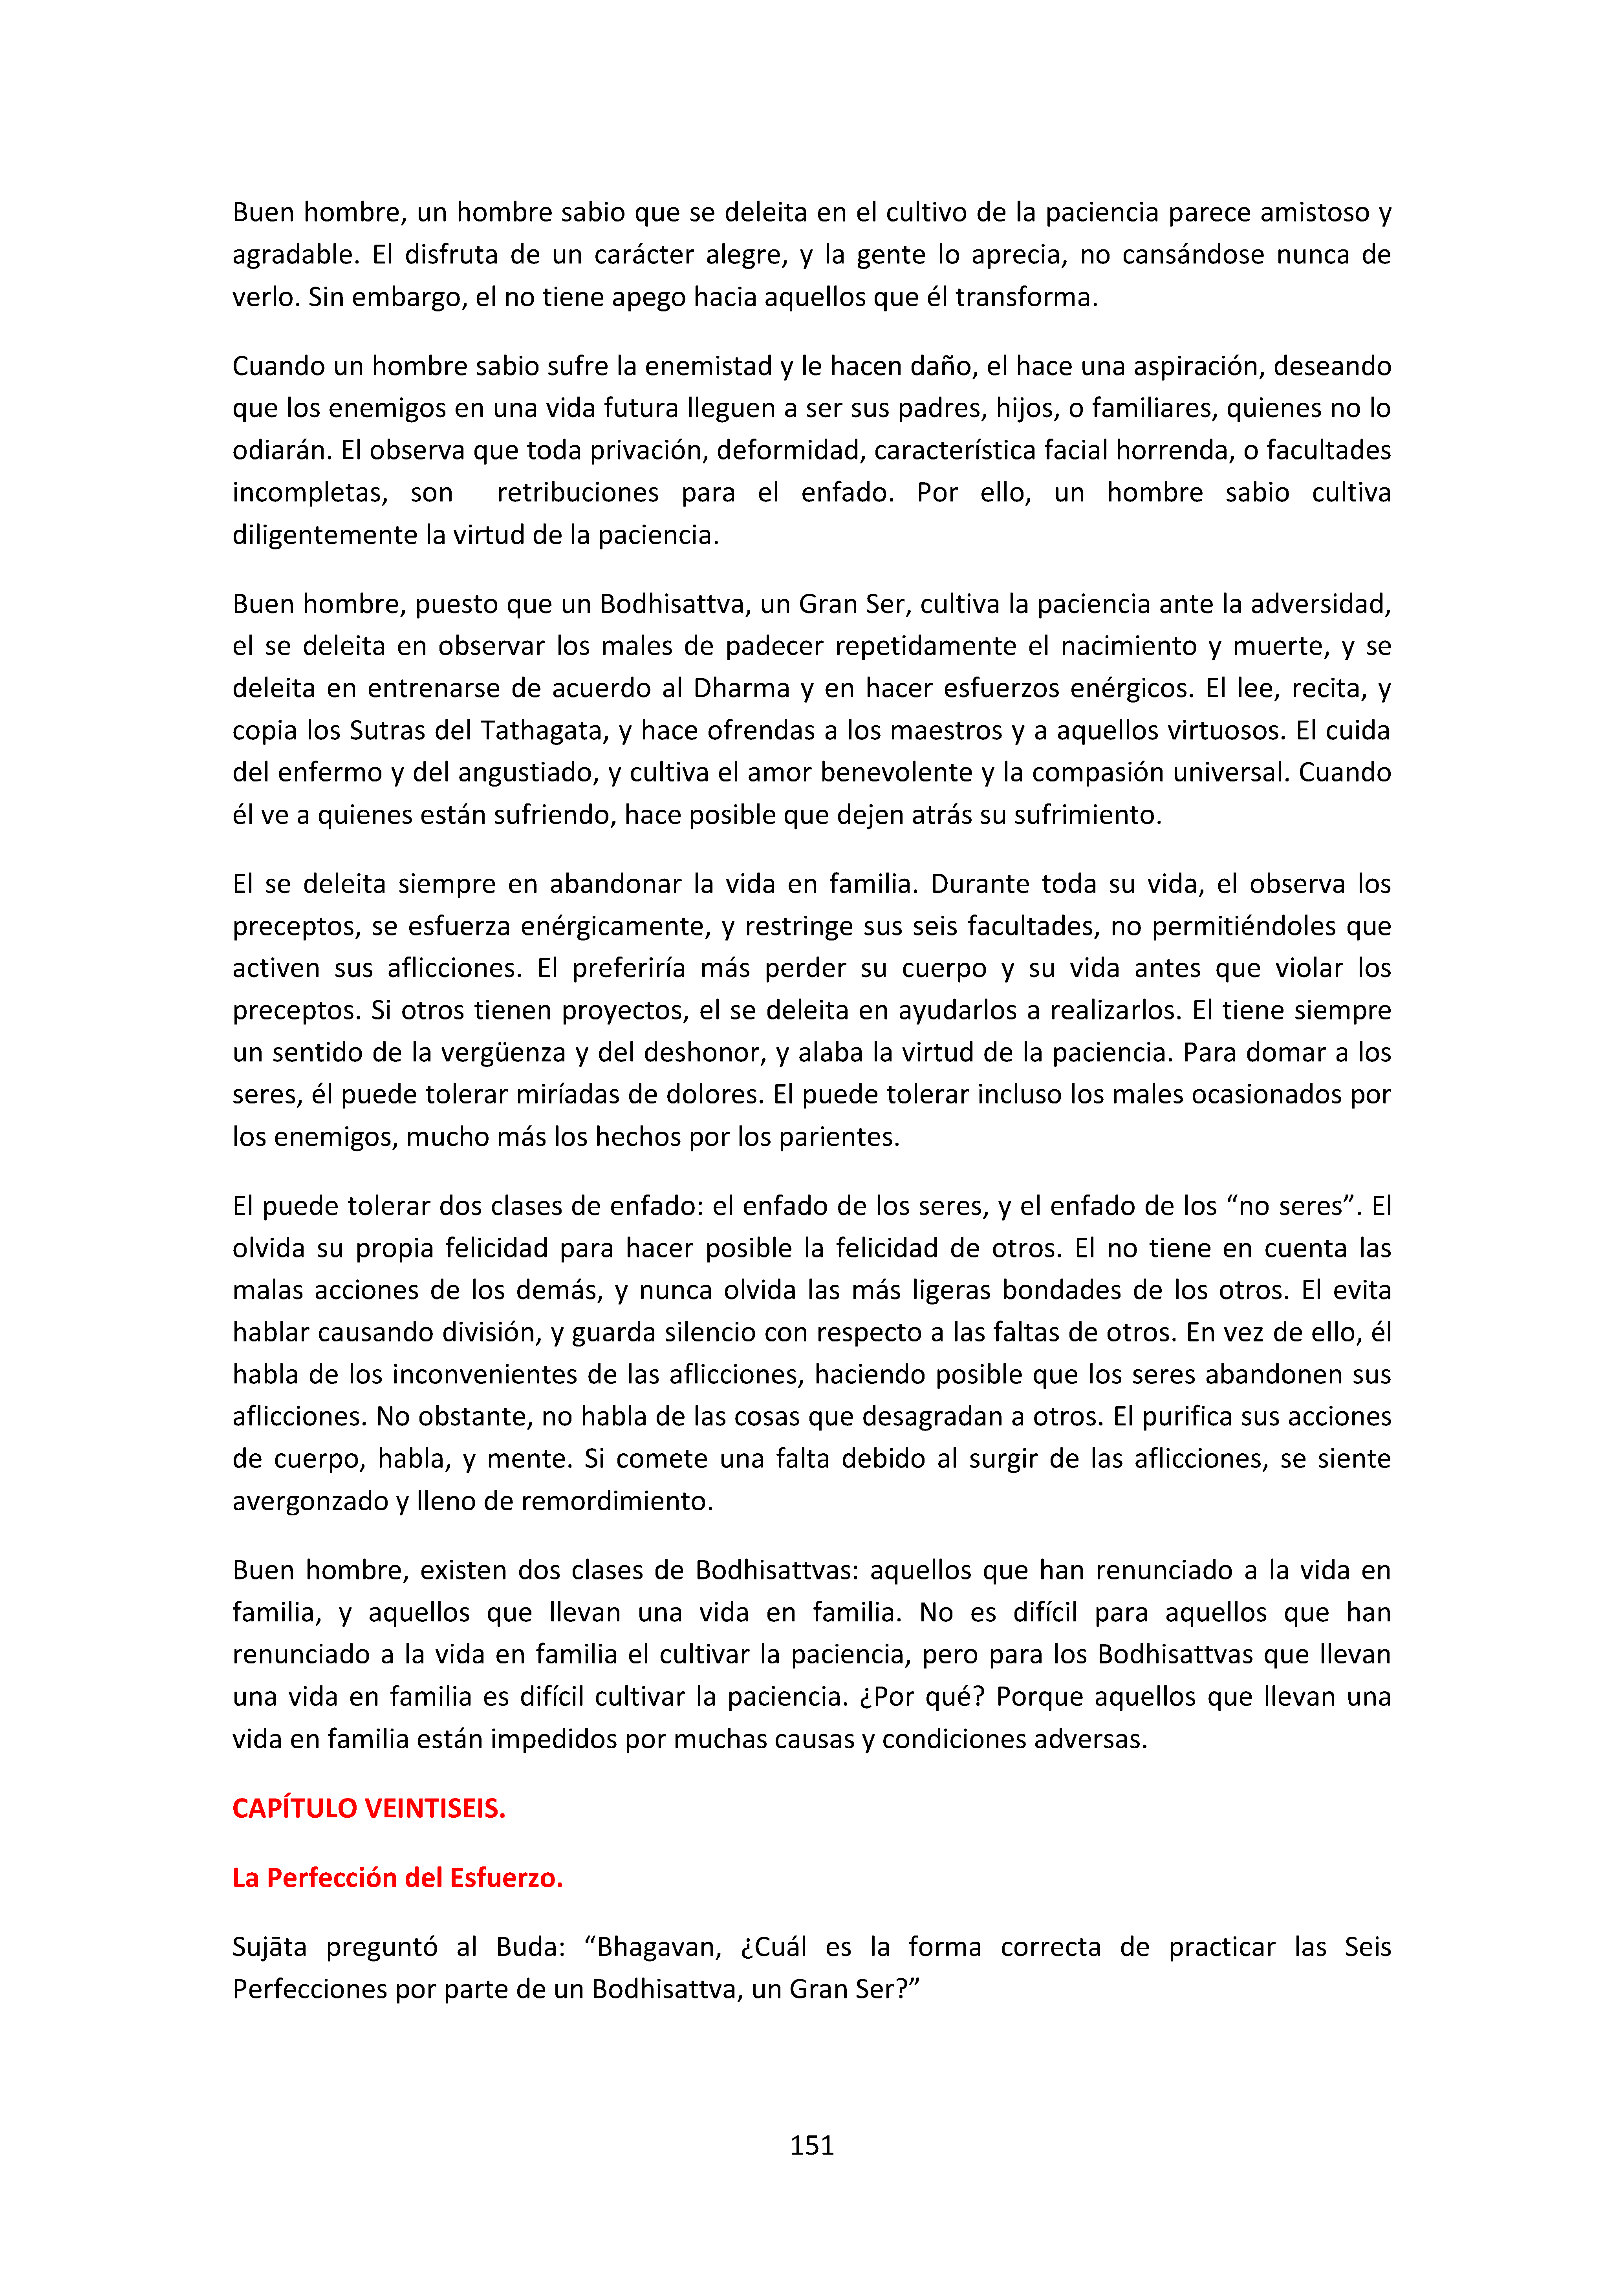 Buen hombre, un hombre sabio que se deleita en el cultivo de la paciencia parece amistoso y
agradable. El disfruta de un carácter alegre, y la gente lo aprecia, no cansándose nunca de
verlo. Sin embargo, el no tiene apego hacia aquellos que él transforma.
Cuando un hombre sabio sufre la enemistad y le hacen daño, el hace una aspiración, deseando
que los enemigos en una vida futura lleguen a ser sus padres, hijos, o familiares, quienes no lo
odiarán. El observa que toda privación, deformidad, característica facial horrenda, o facultades
incompletas, son retribuciones para el enfado. Por ello, un hombre sabio cultiva
diligentemente la virtud de la paciencia.
Buen hombre, puesto que un Bodhisattva, un Gran Ser, cultiva la paciencia ante la adversidad,
el se deleita en observar los males de padecer repetidamente el nacimiento y muerte, y se
deleita en entrenarse de acuerdo al Dharma y en hacer esfuerzos enérgicos. El lee, recita, y
copia los Sutras del Tathagata, y hace ofrendas a los maestros y a aquellos virtuosos. El cuida
del enfermo y del angustiado, y cultiva el amor benevolente y la compasión universal. Cuando
él ve a quienes están sufriendo, hace posible que dejen atrás su sufrimiento.
El se deleita siempre en abandonar la vida en familia. Durante toda su vida, el observa los
preceptos, se esfuerza enérgicamente, y restringe sus seis facultades, no permitiéndoles que
activen sus aflicciones. El preferiría más perder su cuerpo y su vida antes que violar los
preceptos. Si otros tienen proyectos, el se deleita en ayudarlos a realizarlos. El tiene siempre
un sentido de la vergüenza y del deshonor, y alaba la virtud de la paciencia. Para domar a los
seres, él puede tolerar miríadas de dolores. El puede tolerar incluso los males ocasionados por
los enemigos, mucho más los hechos por los parientes.
El puede tolerar dos clases de enfado: el enfado de los seres, y el enfado de los “no seres”. El
olvida su propia felicidad para hacer posible la felicidad de otros. El no tiene en cuenta las
malas acciones de los demás, y nunca olvida las más ligeras bondades de los otros. El evita
hablar causando división, y guarda silencio con respecto a las faltas de otros. En vez de ello, él
habla de los inconvenientes de las aflicciones, haciendo posible que los seres abandonen sus
aflicciones. No obstante, no habla de las cosas que desagradan a otros. El purifica sus acciones
de cuerpo, habla, y mente. Si comete una falta debido al surgir de las aflicciones, se siente
avergonzado y lleno de remordimiento.
Buen hombre, existen dos clases de Bodhisattvas: aquellos que han renunciado a la vida en
familia, y aquellos que llevan una vida en familia. No es difícil para aquellos que han
renunciado a la vida en familia el cultivar la paciencia, pero para los Bodhisattvas que llevan
una vida en familia es difícil cultivar la paciencia. ¿Por qué? Porque aquellos que llevan una
vida en familia están impedidos por muchas causas y condiciones adversas.
CAPÍTULO VEINTISEIS.
La Perfección del Esfuerzo.
Sujāta preguntó al Buda: “Bhagavan, ¿Cuál es la forma correcta de practicar las Seis
Perfecciones por parte de un Bodhisattva, un Gran Ser?”
151